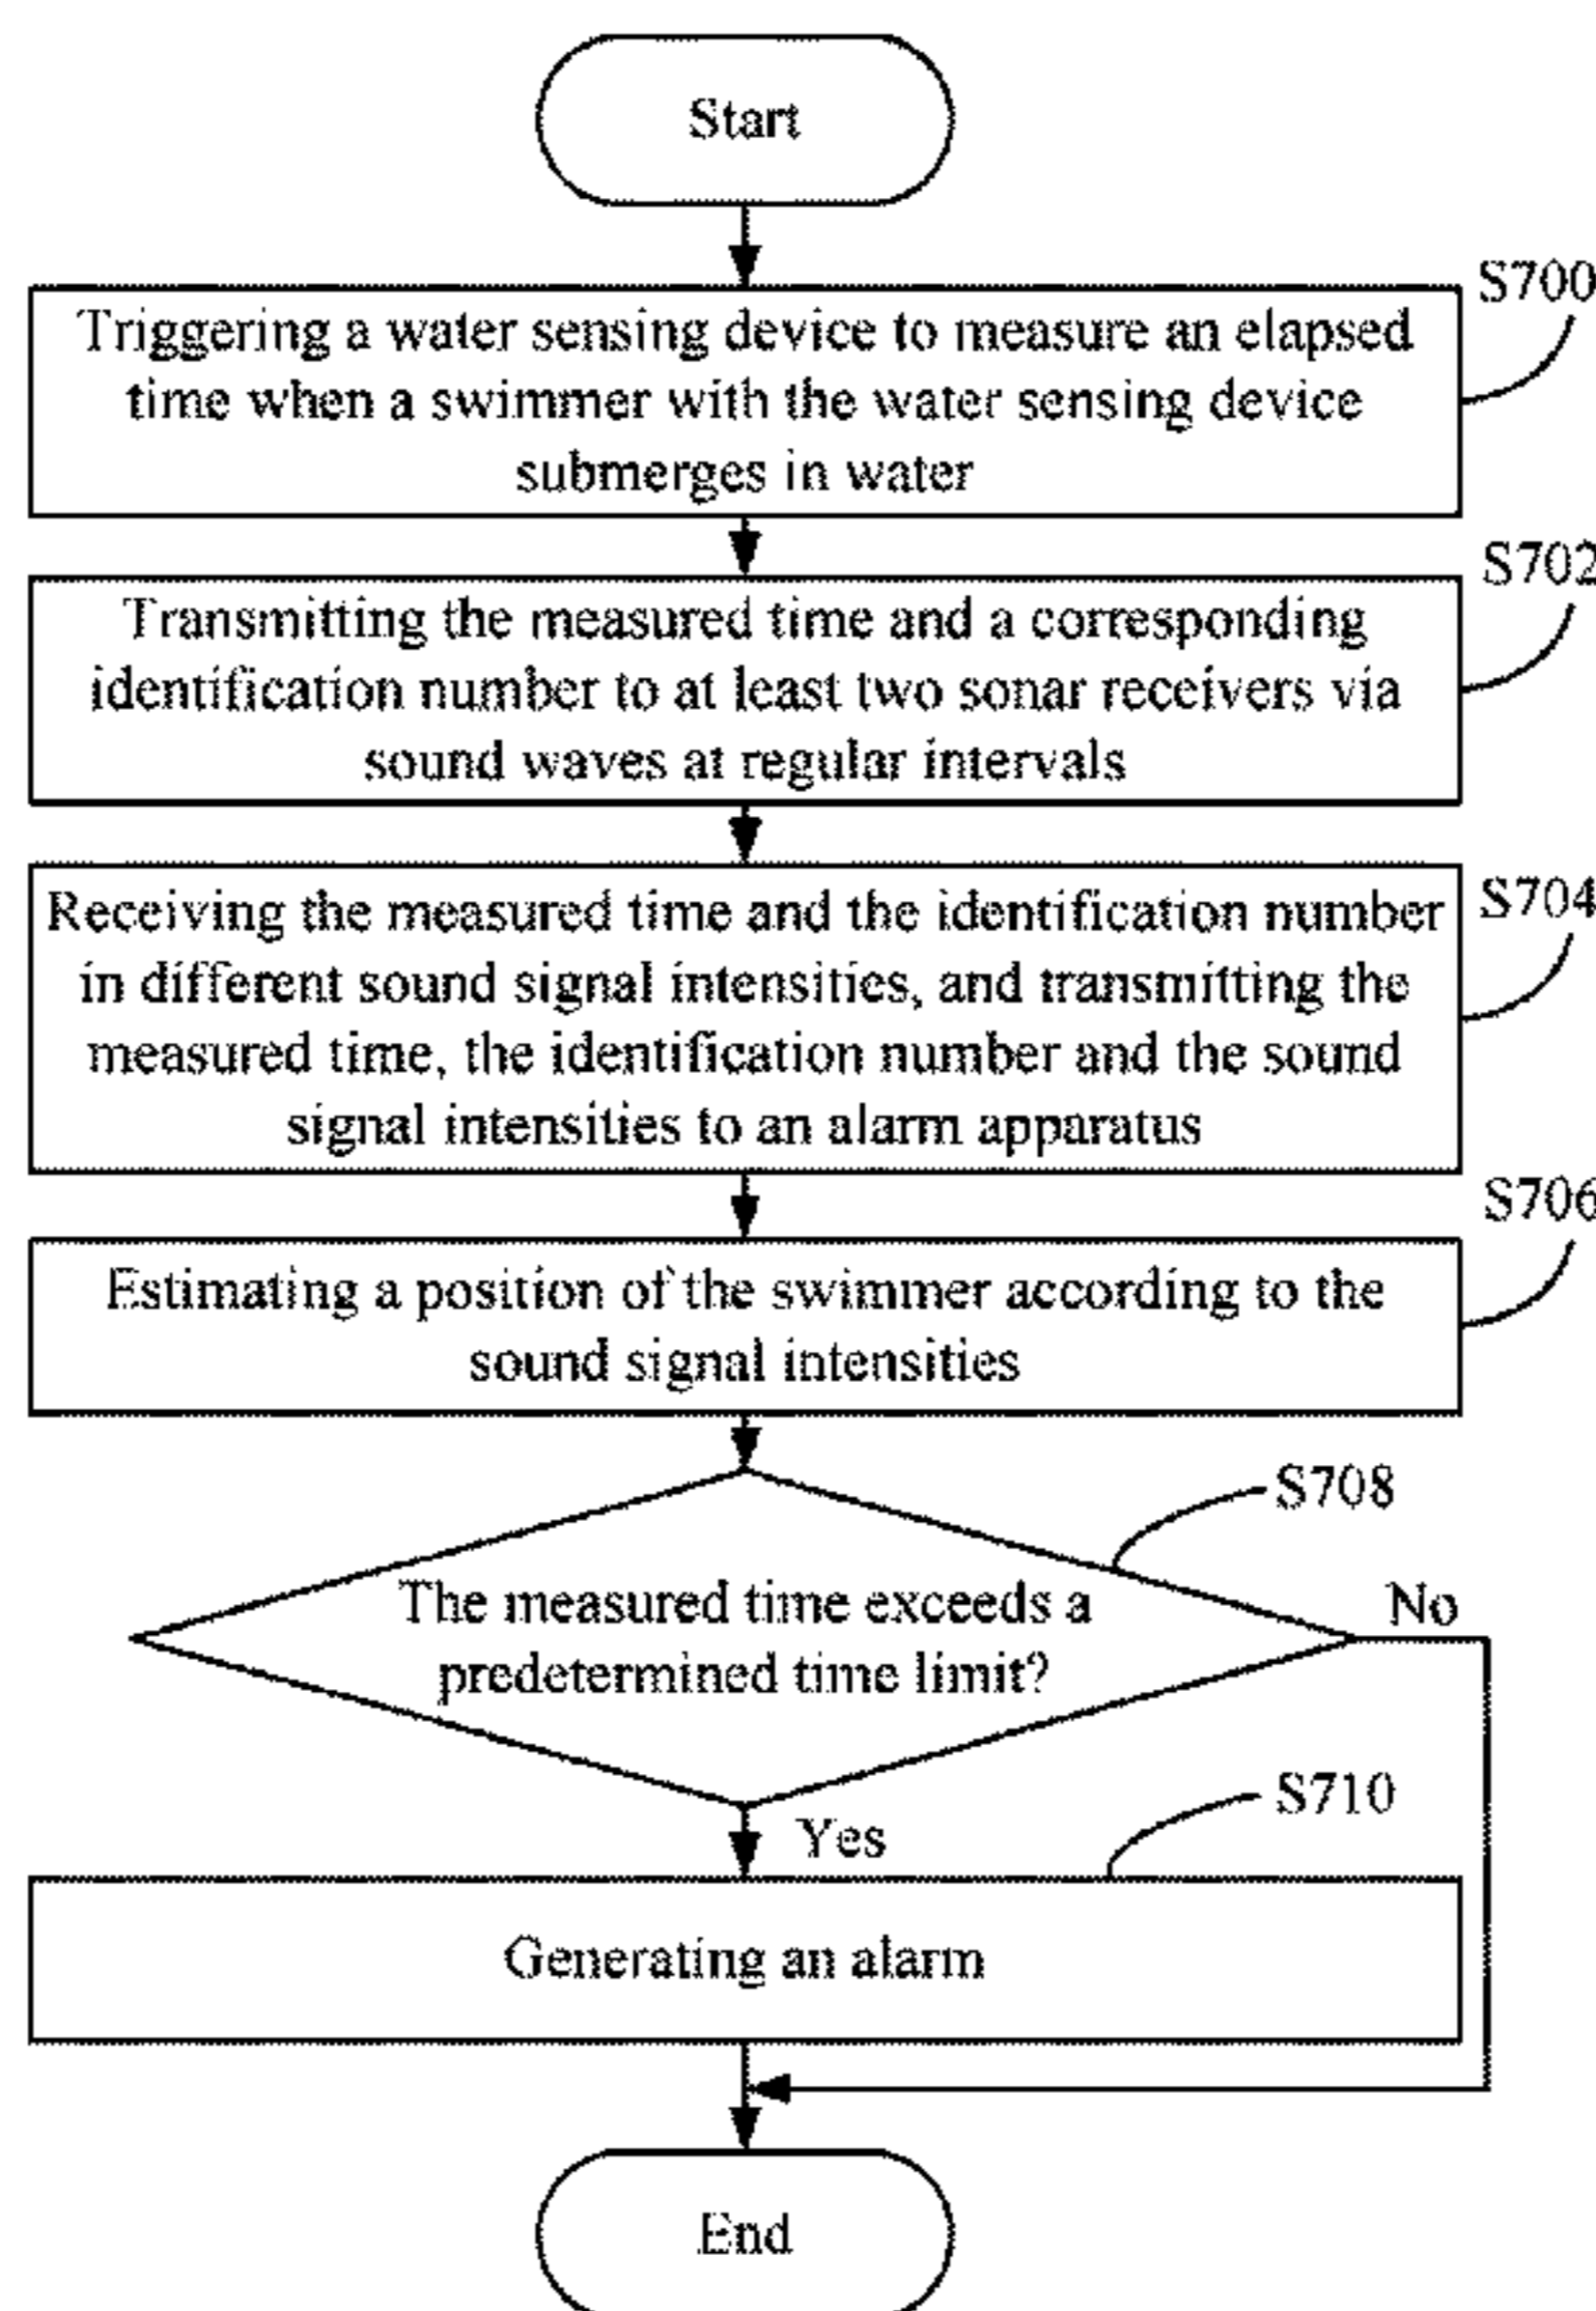 Start
S700
Triggering a water sensing device to measure an elapsed
time when a swimmer with the water sensing device
submerges in water
S702
Transmitting the measured time and a corresponding
identification number to at least two sonar receivers via
sound waves at regular intervals
S704
Receiving the measured time and the identification number
in different sound signal intensities, and transmitting the
measured time, the identification number and the sound
signal intensities to an alarm apparatus
S706
Estimating a position of the swimmer according to the
sound signal intensities
S708
The measured time exceeds a
predetermined time limit?
No
Yes
S710
Generating an alarm
End